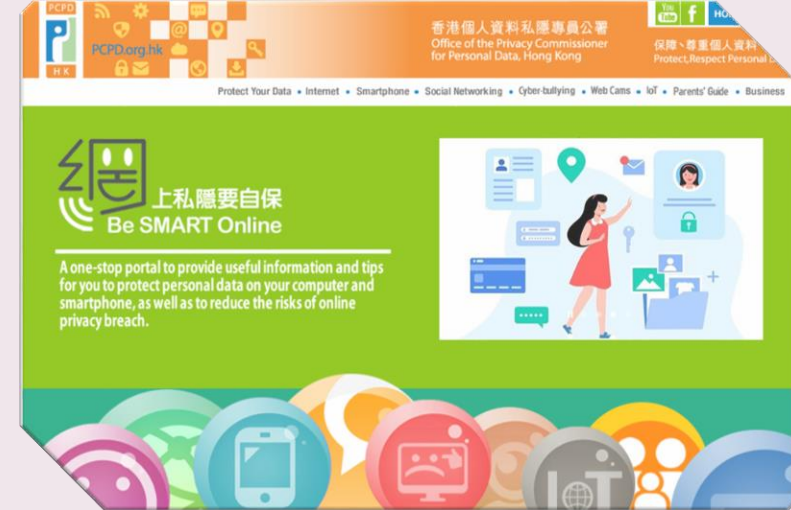 PCPD
H K
PCPD.org.hk
香港個人資料私隱專員公署
Office of the Privacy Commissioner
for Personal Data, Hong Kong
You
Tube
f
保障、尊重個人資料
Protect,Respect Personal
Protect Your Data • Internet • Smartphone • Social Networking • Cyber-bullying • Web Cams • IoT • Parents' Guide • Business
網上私隱要自保
Be SMART Online
A one-stop portal to provide useful information and tips
for you to protect personal data on your computer and
smartphone, as well as to reduce the risks of online
privacy breach.
IoT